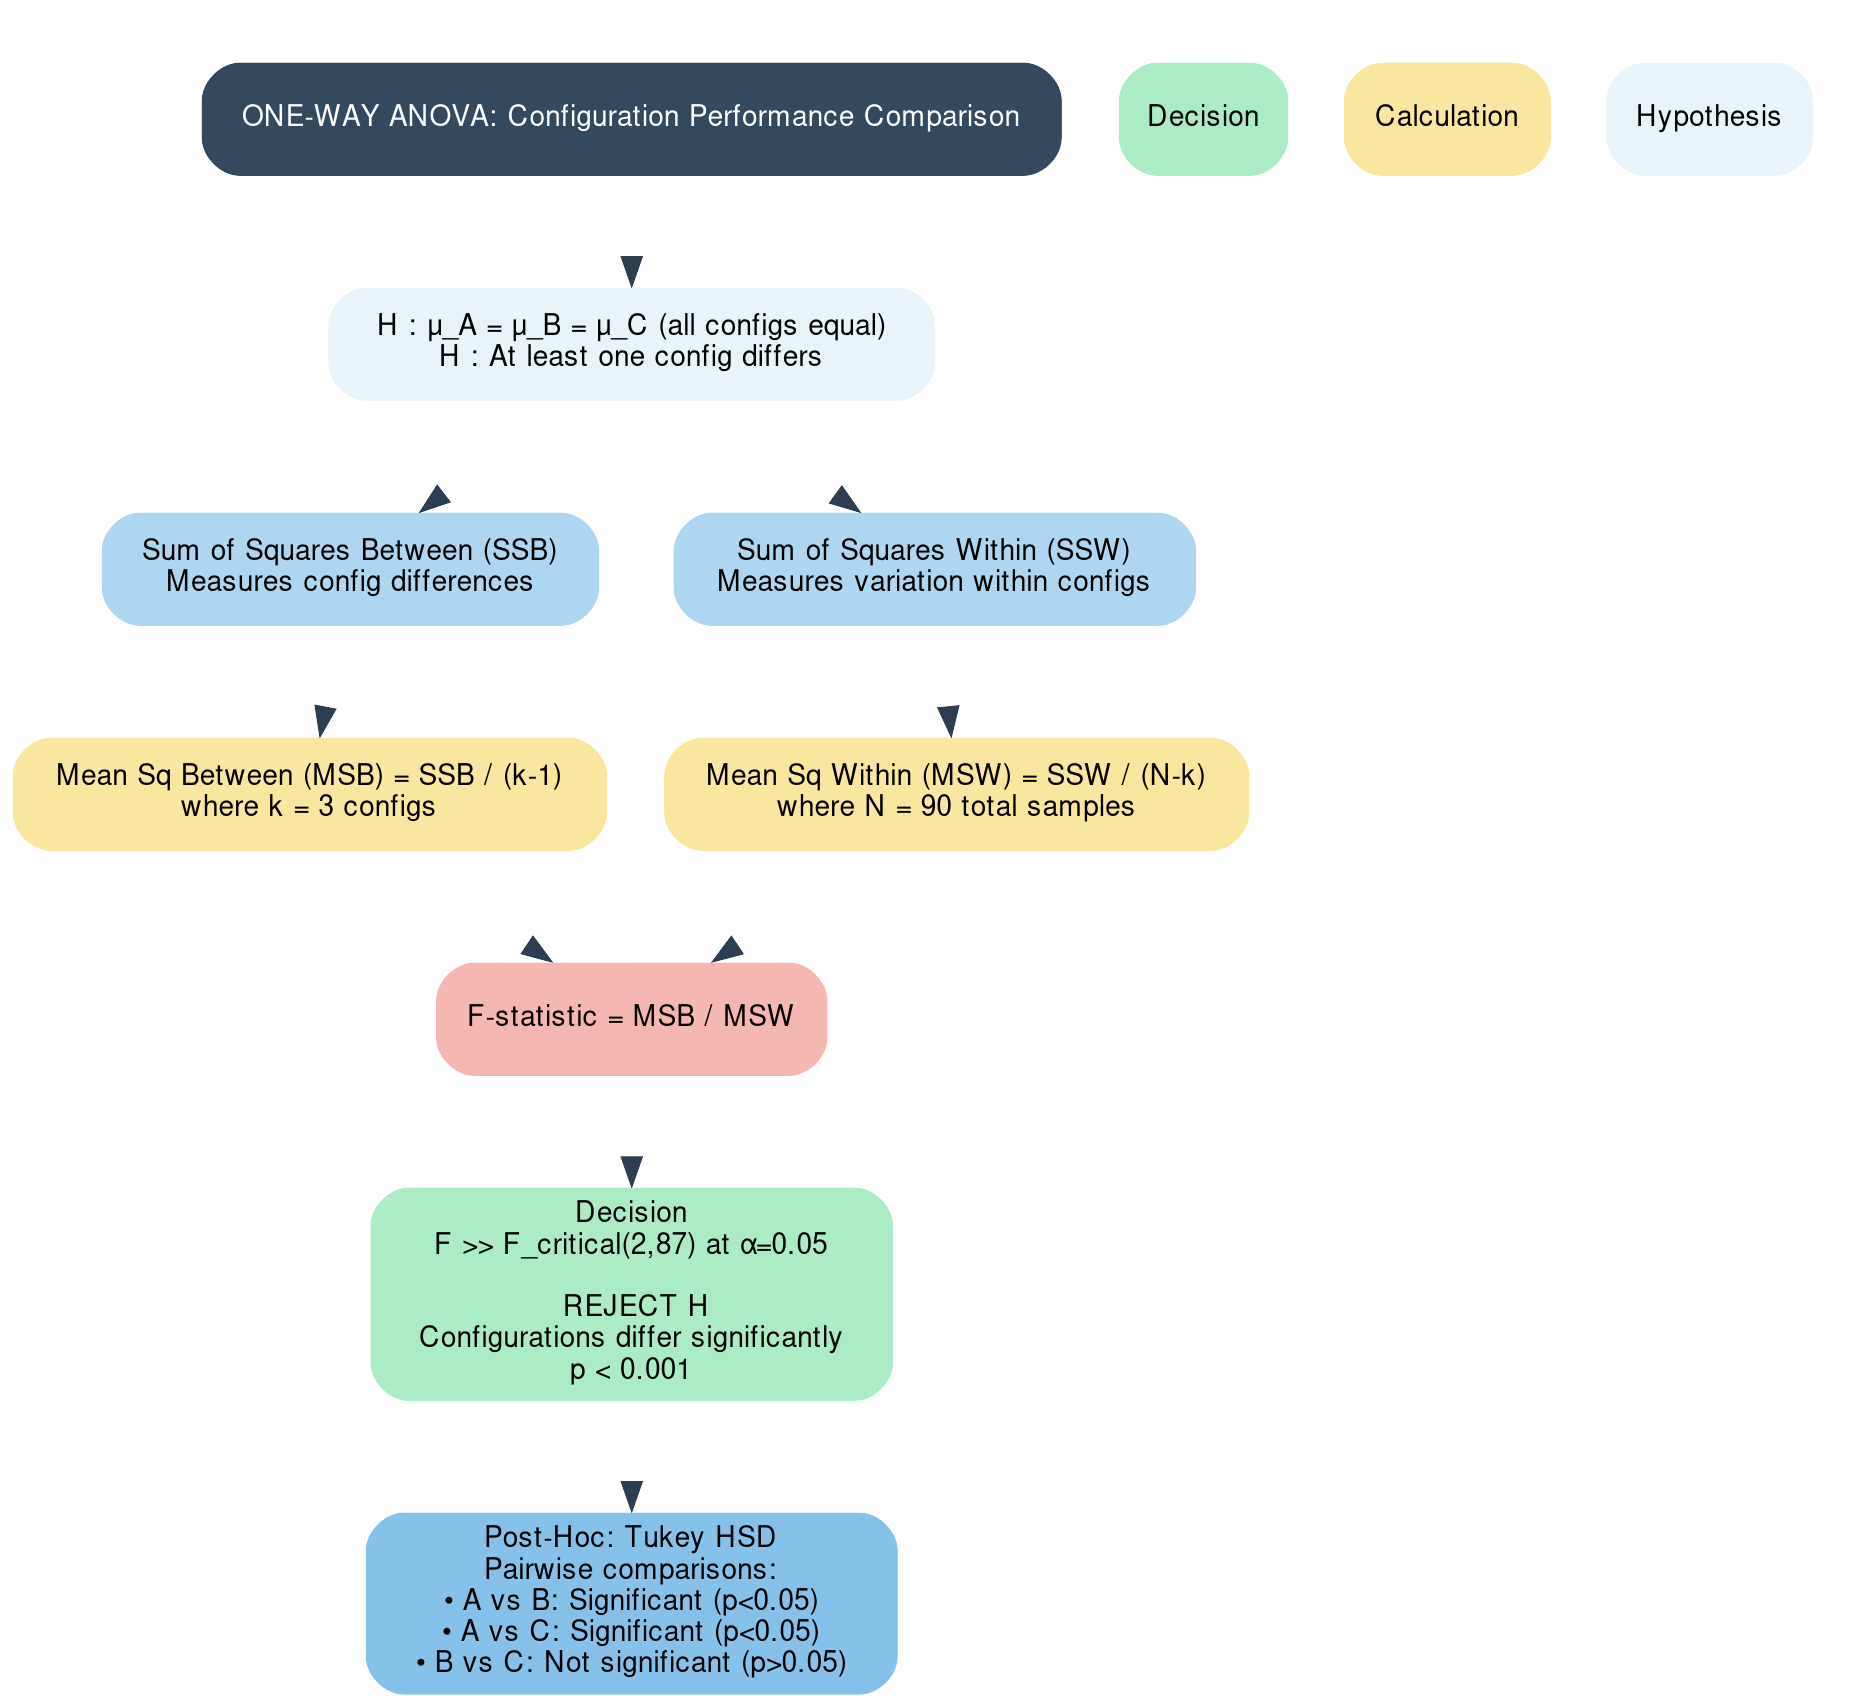 ONE-WAY ANOVA: Configuration Performance Comparison
Decision
Calculation
Hypothesis
H : μ_A = μ_B = μ_C (all configs equal)
H : At least one config differs
Sum of Squares Between (SSB)
Measures config differences
Sum of Squares Within (SSW)
Measures variation within configs
Mean Sq Between (MSB) = SSB / (k-1)
where k = 3 configs
Mean Sq Within (MSW) = SSW / (N-k)
where N = 90 total samples
F-statistic = MSB / MSW
Decision
F >> F_critical(2,87) at α=0.05
REJECT H
Configurations differ significantly
p < 0.001
Post-Hoc: Tukey HSD
Pairwise comparisons:
• A vs B: Significant (p<0.05)
• A vs C: Significant (p<0.05)
• B vs C: Not significant (p>0.05)